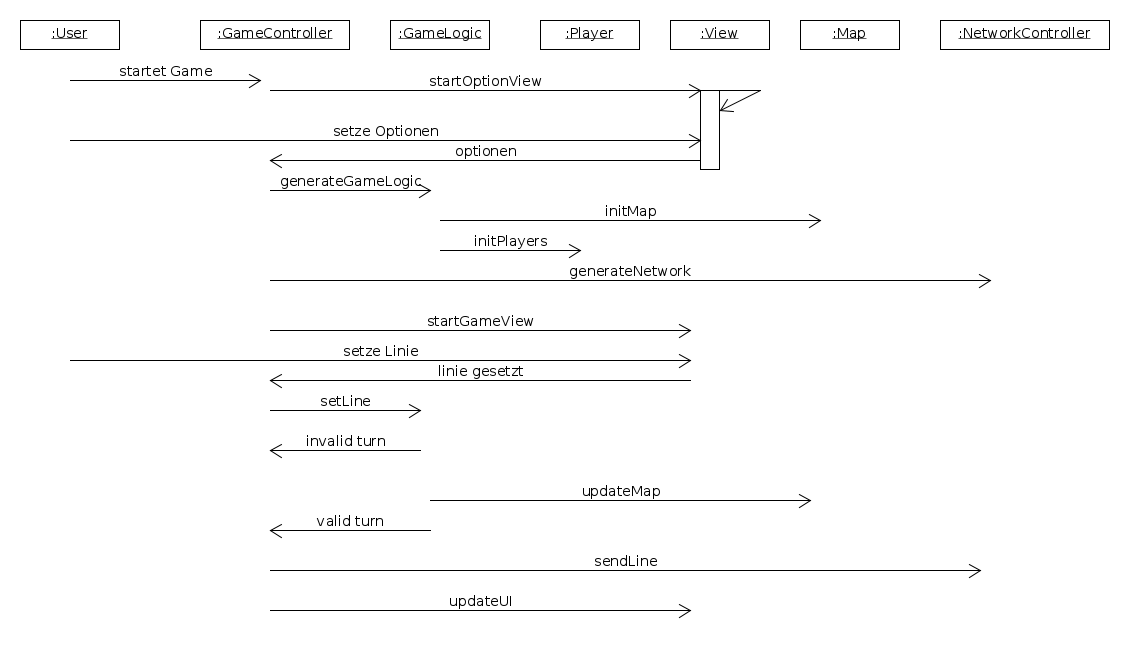 :User
:GameController
:GameLogic
:Player
:View
:Map
:NetworkController
startet Game
startOptionView
setze Optionen
optionen
generateGameLogic
initMap
initPlayers
generateNetwork
startGameView
setze Linie
linie gesetzt
setLine
invalid turn
updateMap
valid turn
sendLine
updateUI